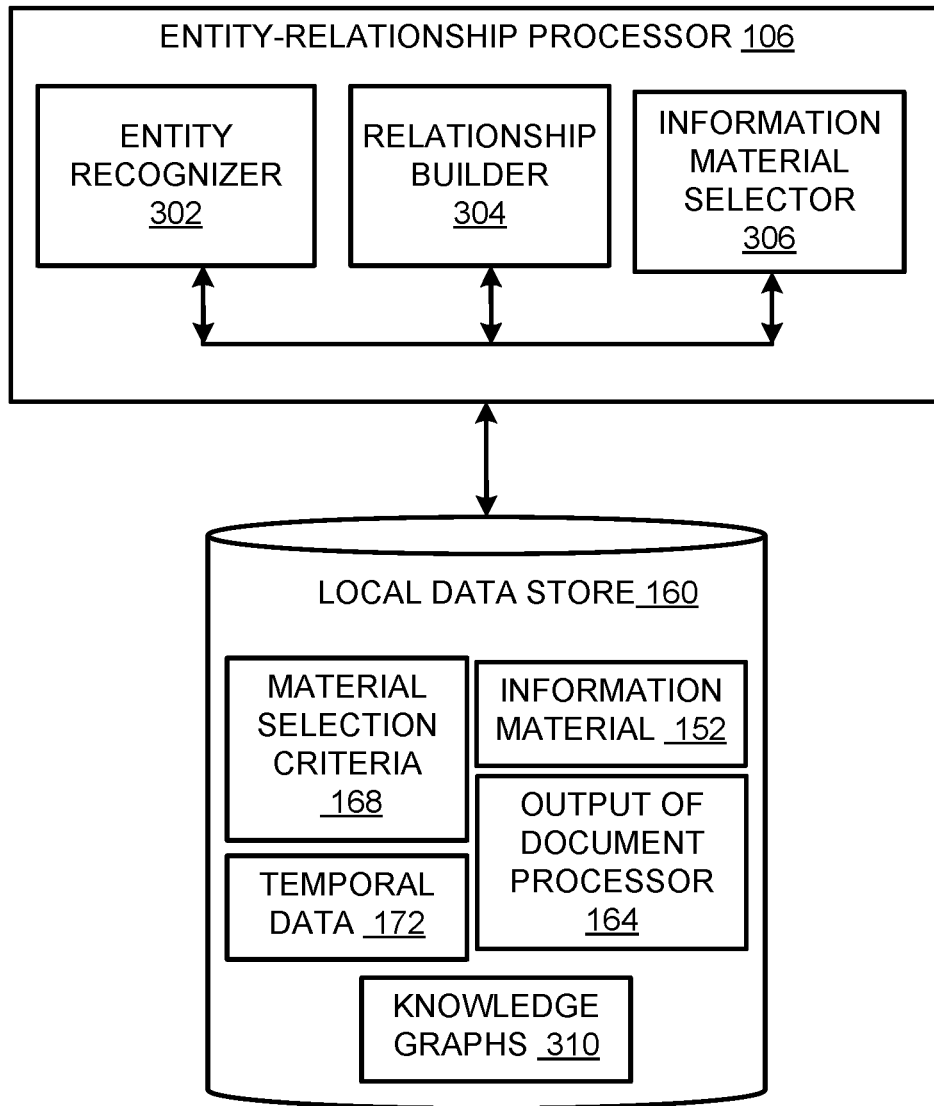 ENTITY-RELATIONSHIP PROCESSOR 106
ENTITY
RECOGNIZER
302
RELATIONSHIP
BUILDER
304
INFORMATION
MATERIAL
SELECTOR
306
LOCAL DATA STORE 160
MATERIAL
SELECTION
CRITERIA
168
INFORMATION
MATERIAL 152
OUTPUT OF
DOCUMENT
PROCESSOR
164
TEMPORAL
DATA 172
KNOWLEDGE
GRAPHS 310